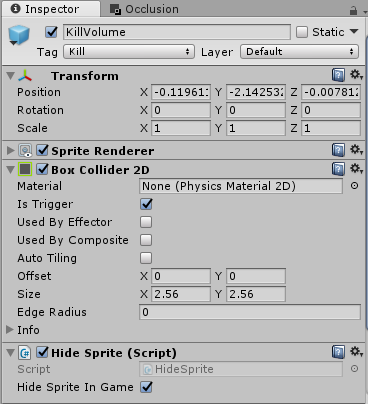 Inspector Occlusion
KillVolume Static
Tag Kill Layer Default
Transform
Position X -0.119611 Y -2.142532 Z -0.007812
Rotation X 0 Y 0 Z 0
Scale X 1 Y 1 Z 1
Sprite Renderer
Box Collider 2D
Material None (Physics Material 2D)
Is Trigger
Used By Effector
Used By Composite
Auto Tiling
Offset X 0 Y 0
Size X 2.56 Y 2.56
Edge Radius 0
Info
Hide Sprite (Script)
Script HideSprite
Hide Sprite In Game